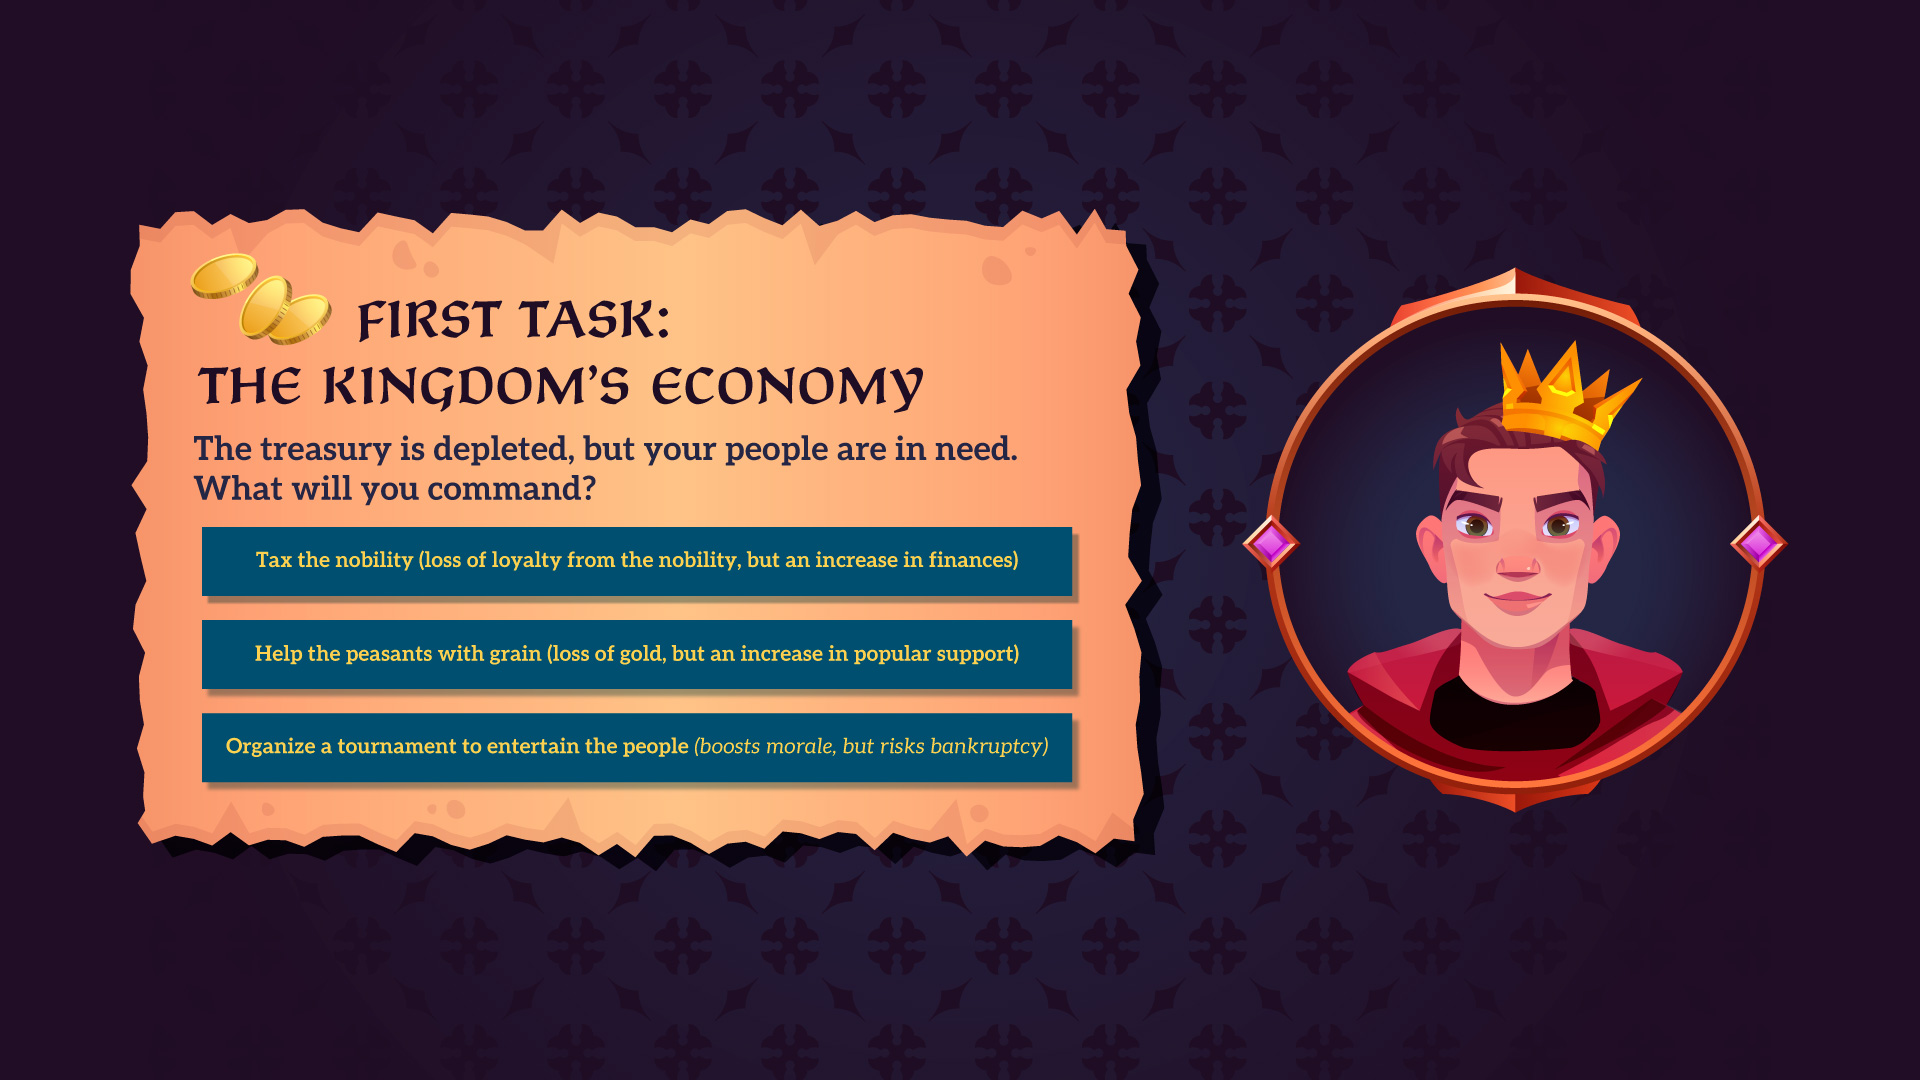 FIRST TASK:
THE KINGDOM'S ECONOMY
The treasury is depleted, but your people are in need.
What will you command?
Tax the nobility (loss of loyalty from the nobility, but an increase in finances)
Help the peasants with grain (loss of gold, but an increase in popular support)
Organize a tournament to entertain the people (boosts morale, but risks bankruptcy)